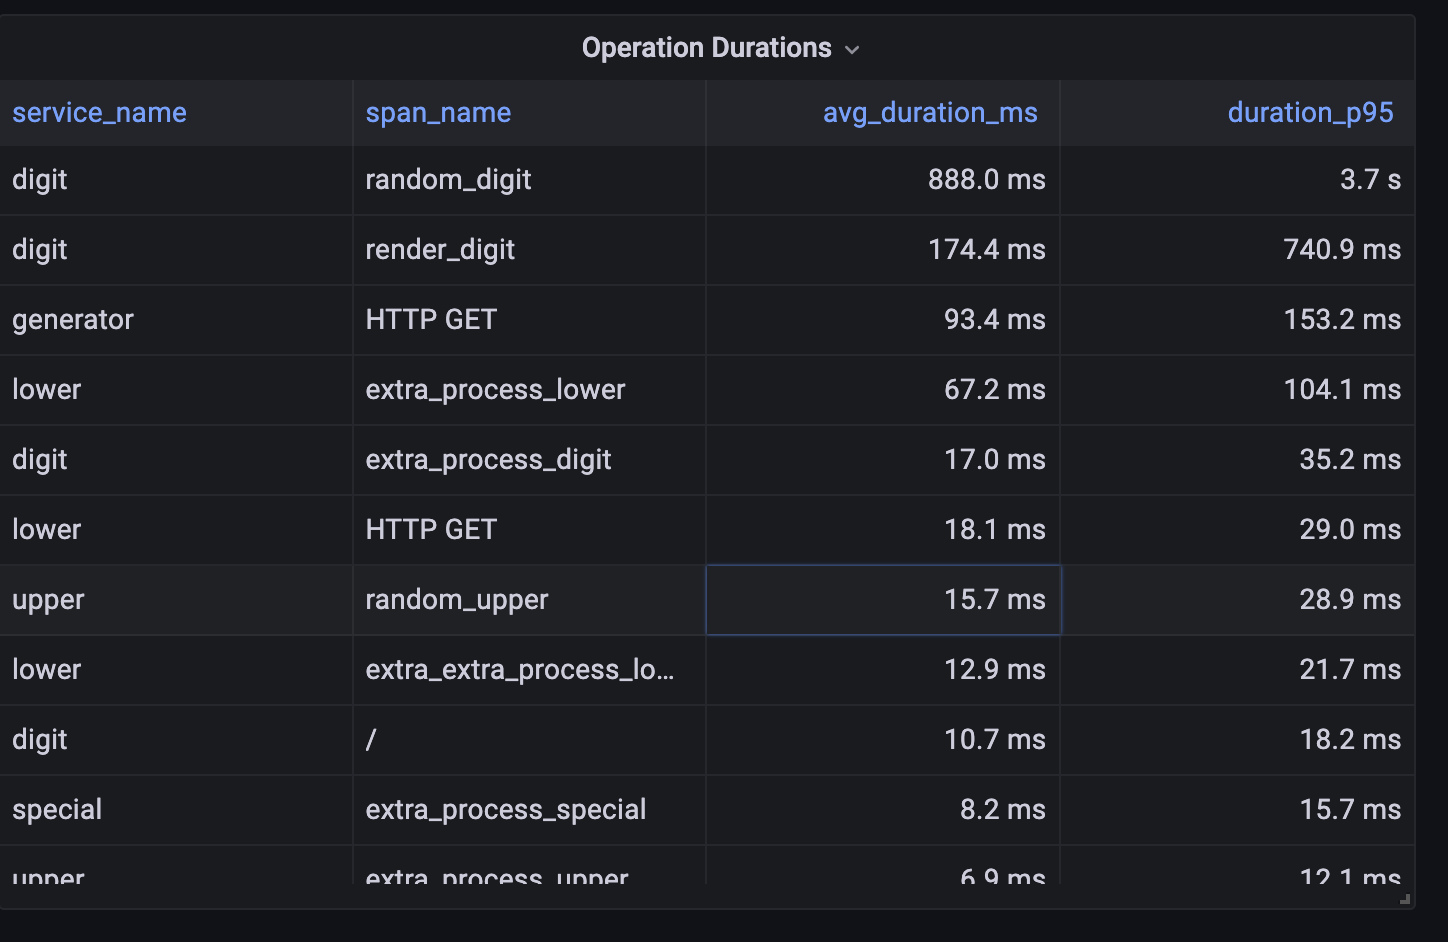 Operation Durations
service_name span_name avg_duration_ms duration_p95
digit random_digit 888.0 ms 3.7 s
digit render_digit 174.4 ms 740.9 ms
generator HTTP GET 93.4 ms 153.2 ms
lower extra_process_lower 67.2 ms 104.1 ms
digit extra_process_digit 17.0 ms 35.2 ms
lower HTTP GET 18.1 ms 29.0 ms
upper random_upper 15.7 ms 28.9 ms
lower extra_extra_process_lo... 12.9 ms 21.7 ms
digit / 10.7 ms 18.2 ms
special extra_process_special 8.2 ms 15.7 ms
upper extra_process_upper 6.9 ms 12.1 ms